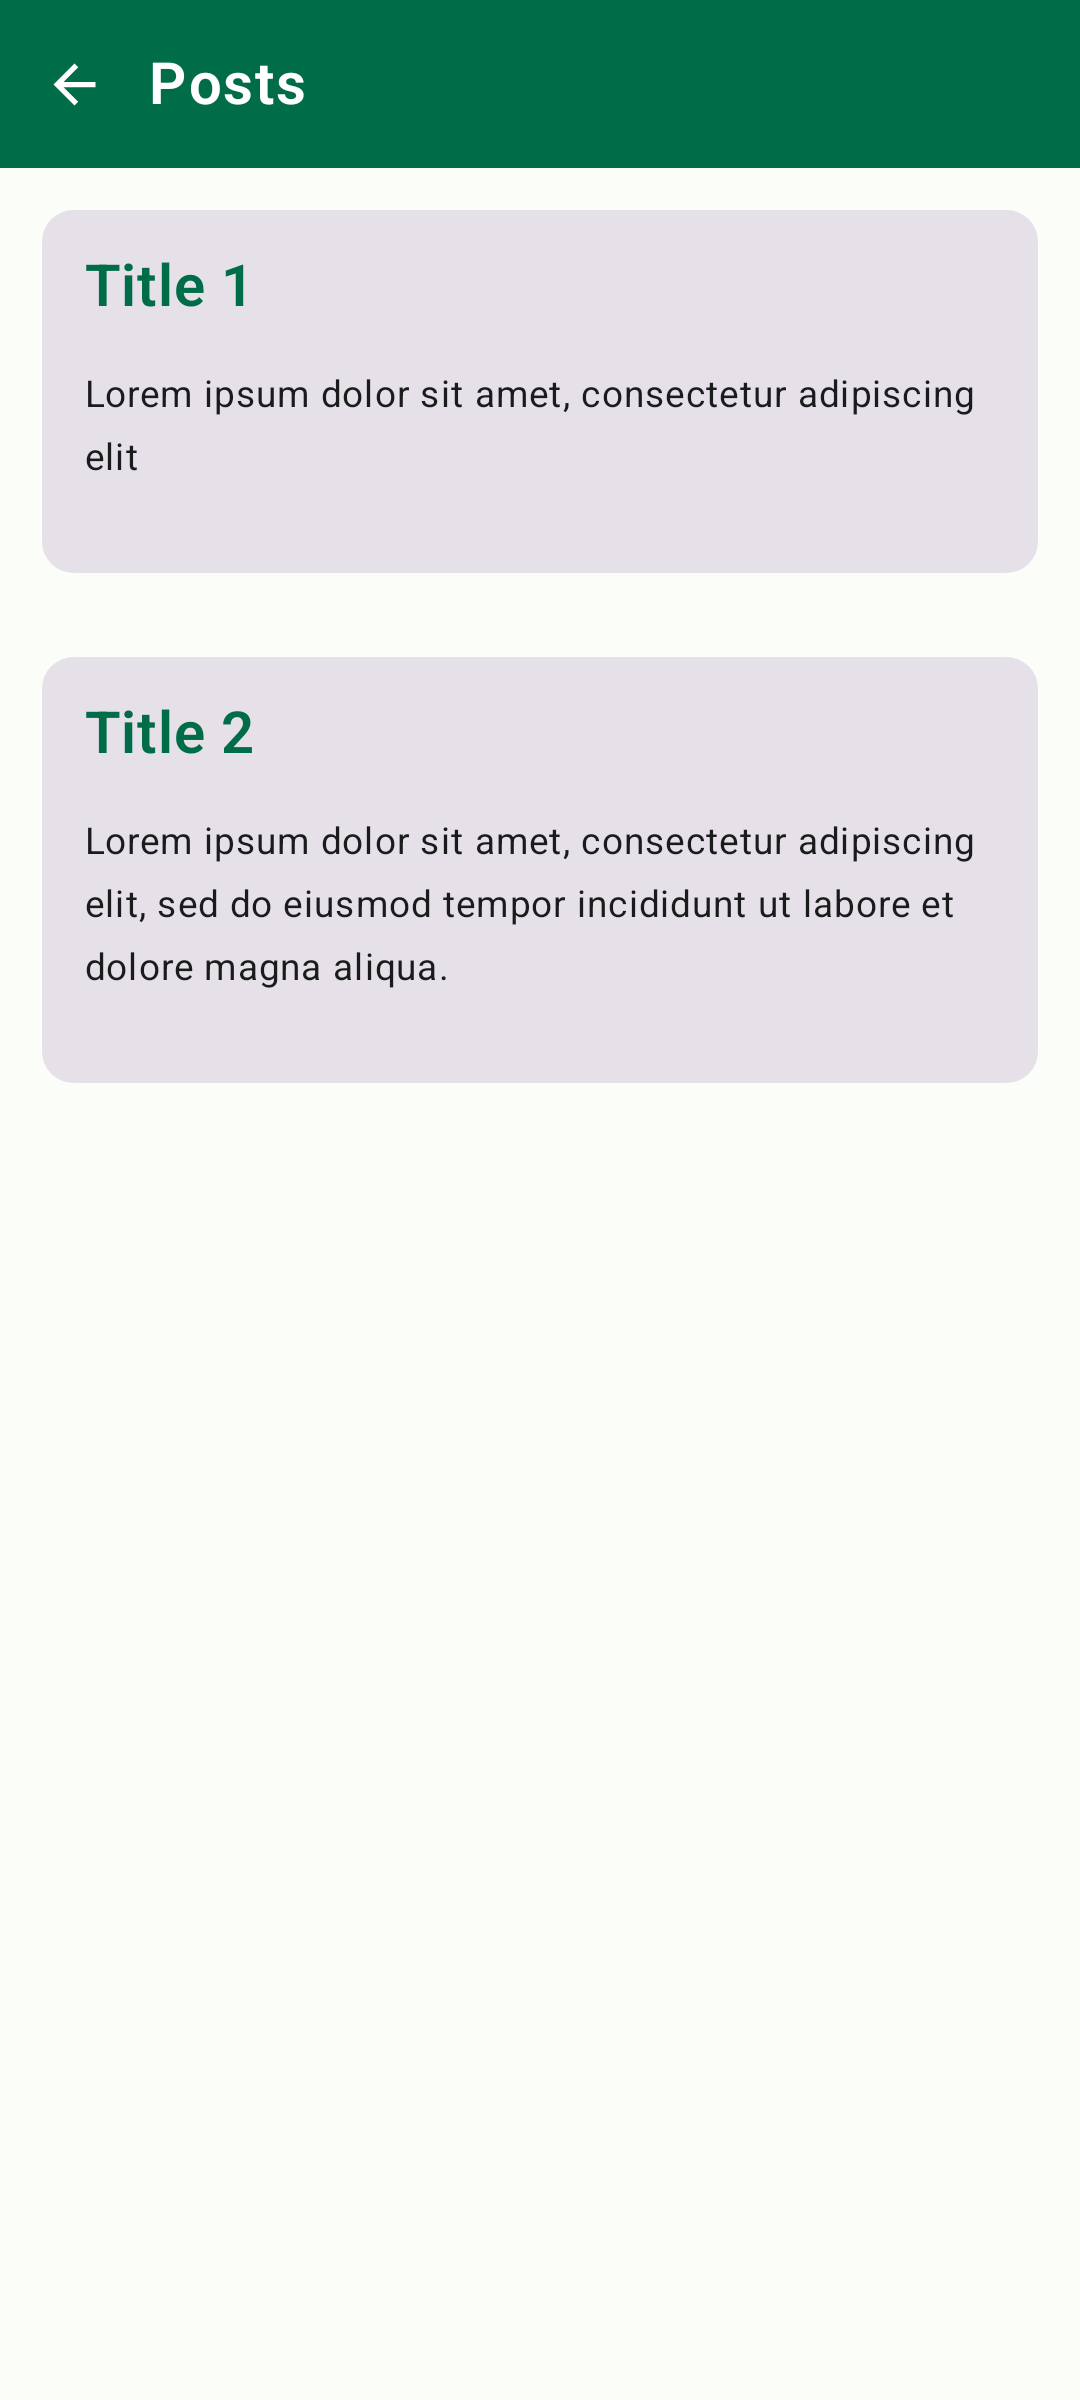 Posts
Title 1
Lorem ipsum dolor sit amet, consectetur adipiscing
elit
Title 2
Lorem ipsum dolor sit amet, consectetur adipiscing
elit, sed do eiusmod tempor incididunt ut labore et
dolore magna aliqua.